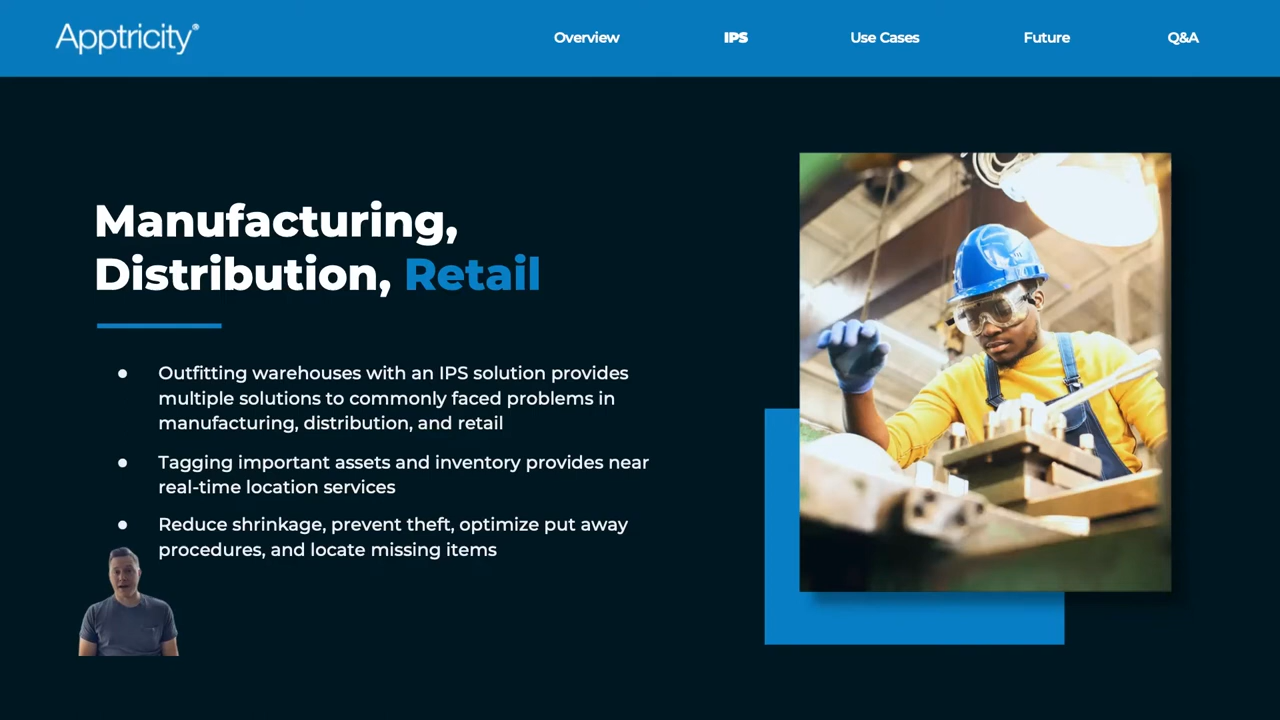 Apptricity®
Overview
IPS
Use Cases
Future
Q&A
Manufacturing,
Distribution, Retail
● Outfitting warehouses with an IPS solution provides
multiple solutions to commonly faced problems in
manufacturing, distribution, and retail
● Tagging important assets and inventory provides near
real-time location services
● Reduce shrinkage, prevent theft, optimize put away
procedures, and locate missing items